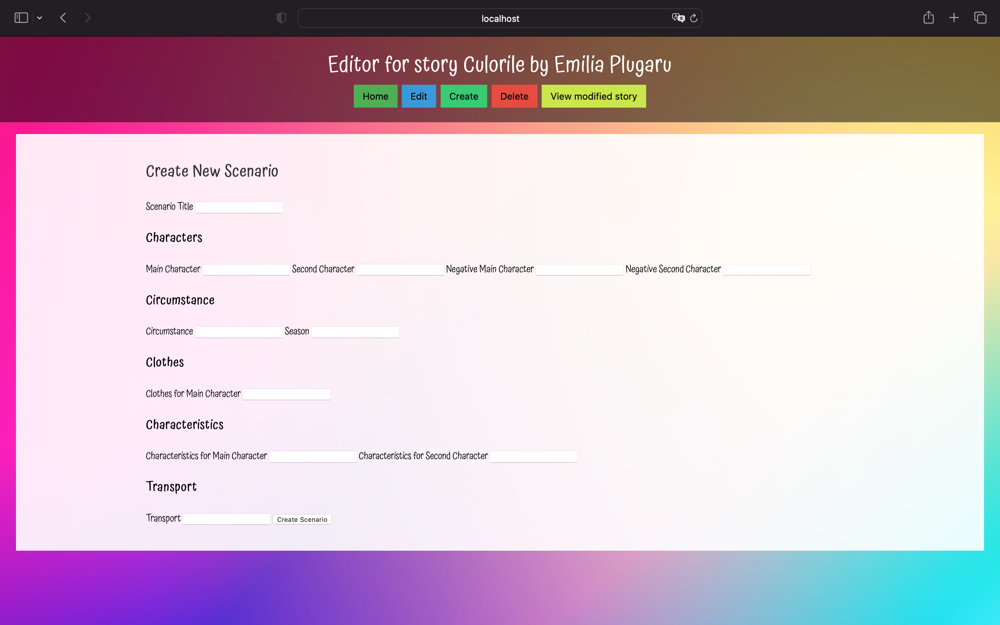 localhost
Editor for story Culorile by Emilia Plugaru
Home Edit Create Delete View modified story
Create New Scenario
Scenario Title
Characters
Main Character Second Character Negative Main Character Negative Second Character
Circumstance
Circumstance Season
Clothes
Clothes for Main Character
Characteristics
Characteristics for Main Character Characteristics for Second Character
Transport
Transport Create Scenario